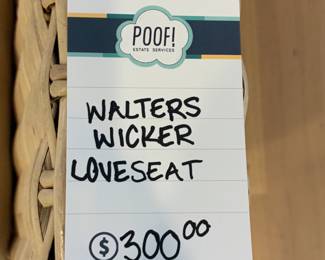 POOF!
ESTATE SERVICES
WALTERS
WICKER
LOVESEAT
$300.00